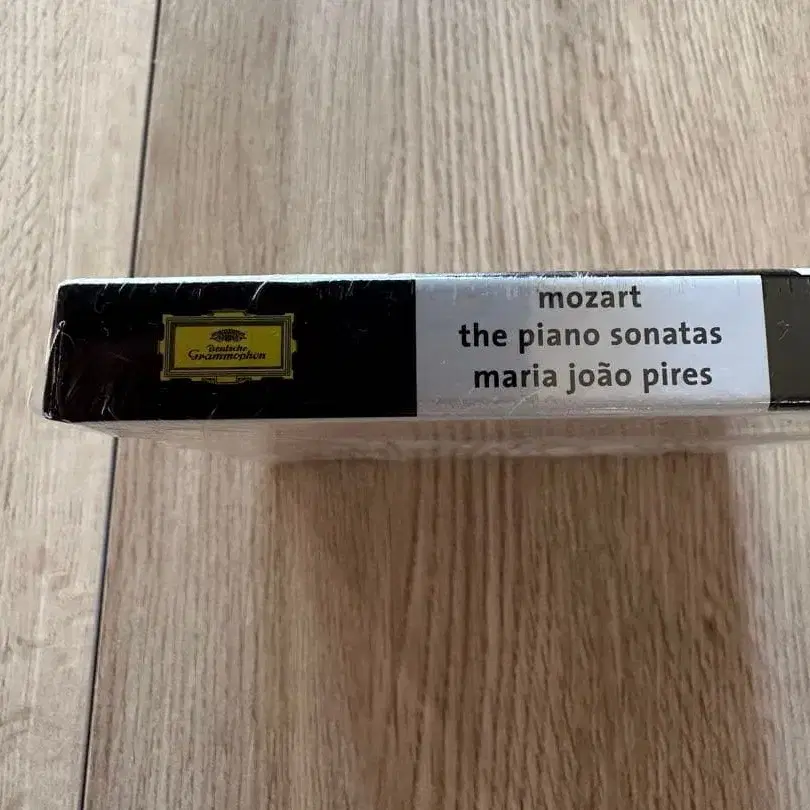 Deutsche
Grammophon
mozart
the piano sonatas
maria joão pires